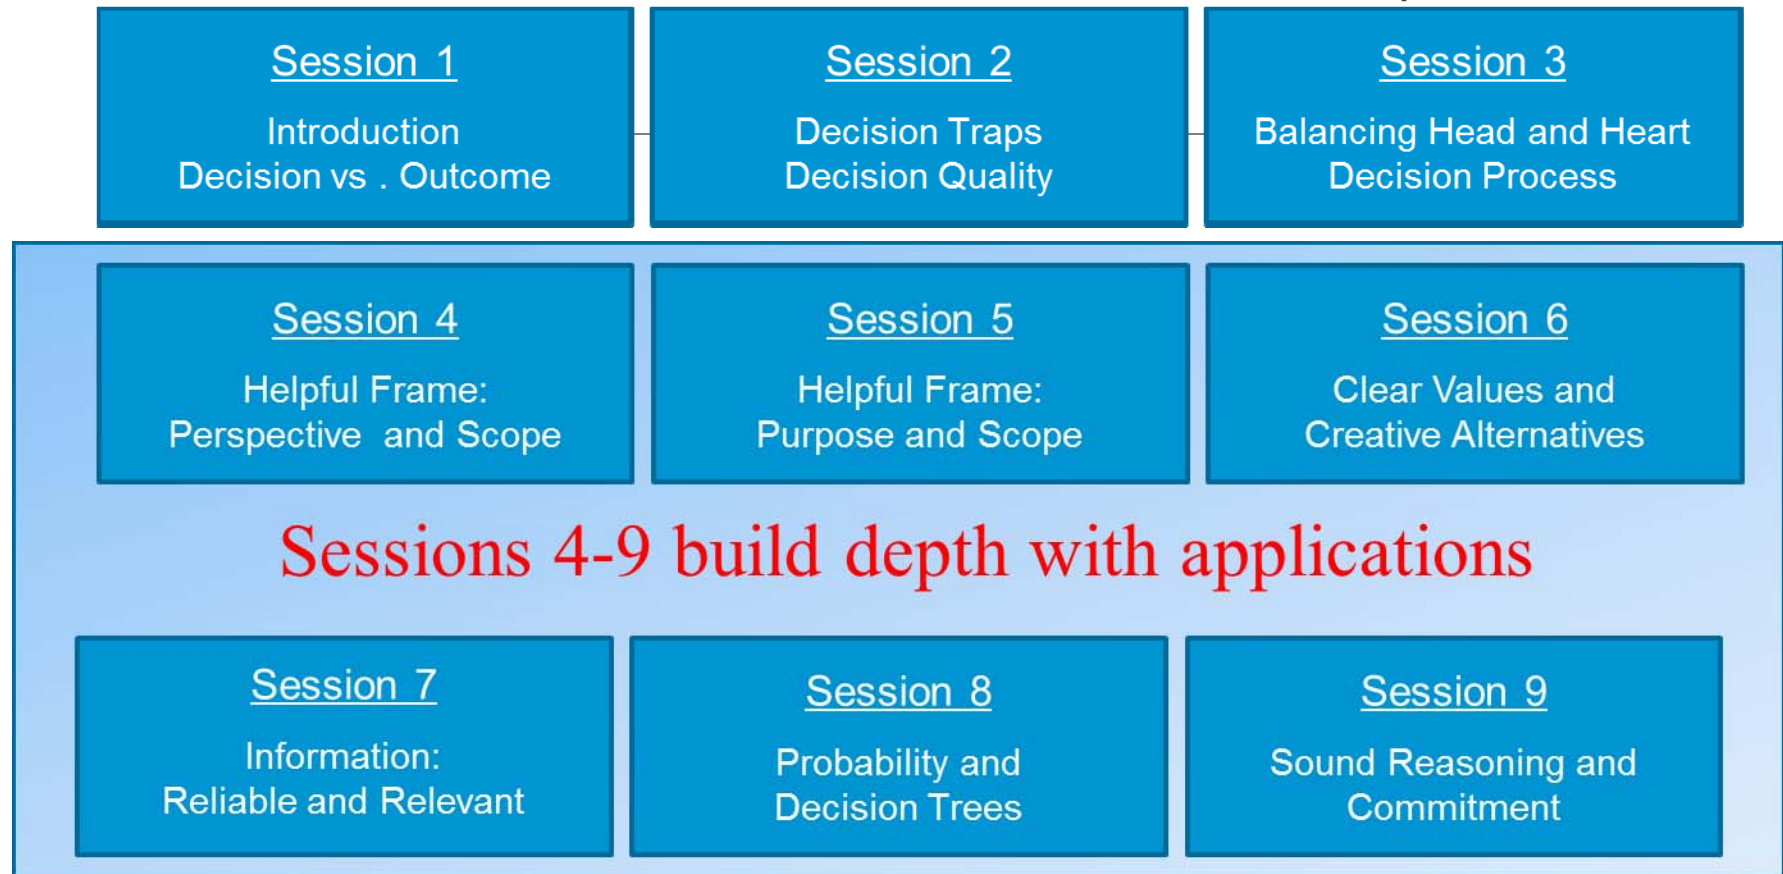 Session 1
Introduction
Decision vs . Outcome
Session 2
Decision Traps
Decision Quality
Session 3
Balancing Head and Heart
Decision Process
Session 4
Helpful Frame:
Perspective and Scope
Session 5
Helpful Frame:
Purpose and Scope
Session 6
Clear Values and
Creative Alternatives
Sessions 4-9 build depth with applications
Session 7
Information:
Reliable and Relevant
Session 8
Probability and
Decision Trees
Session 9
Sound Reasoning and
Commitment